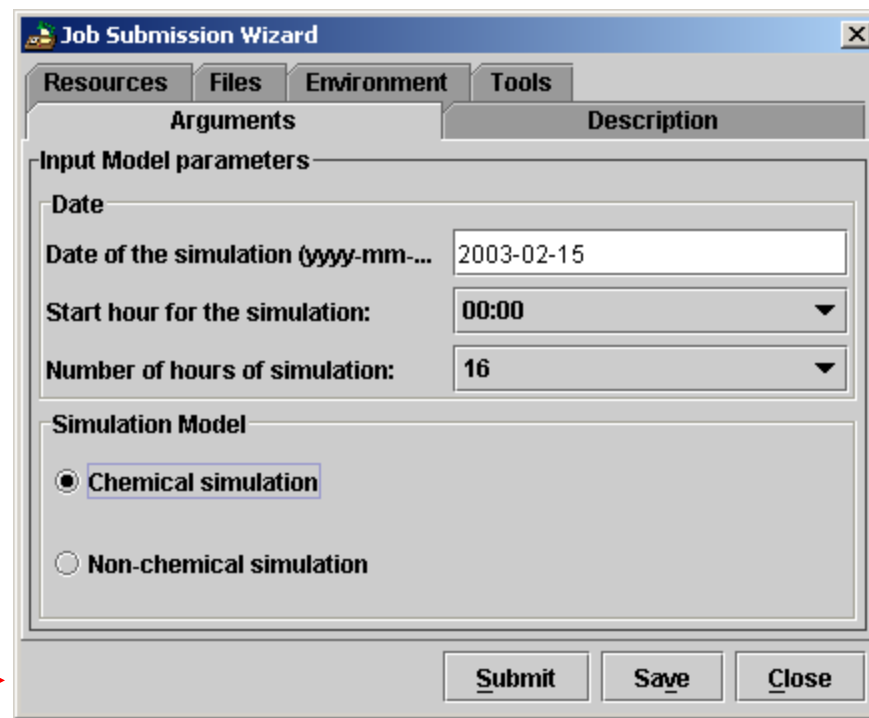 Job Submission Wizard
Resources Files Environment Tools
Arguments Description
Input Model parameters
Date
Date of the simulation (yyyy-mm-... 2003-02-15
Start hour for the simulation: 00:00
Number of hours of simulation: 16
Simulation Model
Chemical simulation
Non-chemical simulation
Submit Save Close